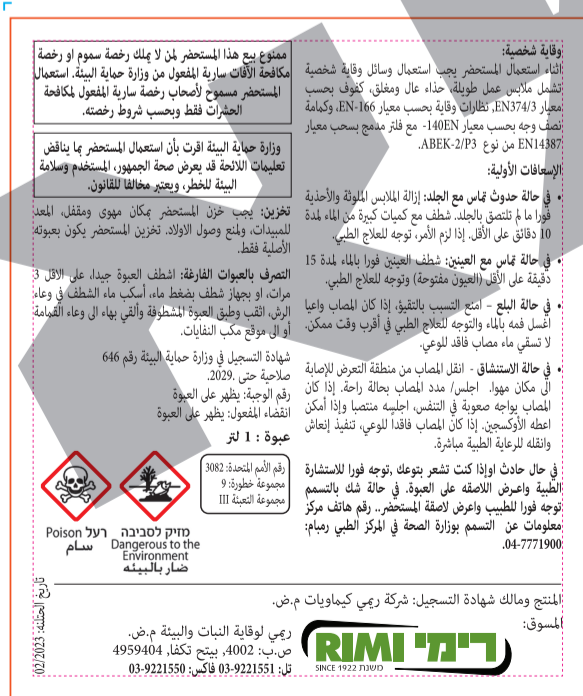 وقاية شخصية:
اثناء استعمال المستحضر يجب استعمال وسائل وقاية شخصية
تشمل ملابس عمل طويلة، حذاء عال ومغلق، كفوف بحسب
معيار EN374/3, نظارات وقاية بحسب معيار EN-166، وكمامة
نصف وجه بحسب معيار 140EN- مع فلتر مدمج بسحب معيار
EN14387 من نوع ABEK-2/P3.
الإسعافات الأولية:
• في حالة حدوث تماس مع الجلد: إزالة الملابس الملوثة والأحذية
فورا ما لم تلتصق بالجلد. شطف مع كميات كبيرة من الماء لمدة
10 دقائق على الأقل. إذا لزم الأمر، توجه للعلاج الطبي.
• في حالة تماس مع العينين: شطف العينين فورا بالماء لمدة 15
دقيقة على الأقل (العيون مفتوحة) وتوجه للعلاج الطبي.
• في حالة البلع – امنع التسبب بالتقيؤ، إذا كان المصاب واعيا
اغسل فمه بالماء والتوجه للعلاج الطبي في أقرب وقت ممكن.
لا تسقي ماء مصاب فاقد للوعي.
• في حالة الاستنشاق - انقل المصاب من منطقة التعرض للإصابة
الى مكان مهوا. اجلس/ مدد المصاب بحالة راحة. إذا كان
المصاب يواجه صعوبة في التنفس، اجلسه منتصبا وإذا أمكن
اعطه الأوكسجين. إذا كان المصاب فاقداً للوعي، تنفيذ إنعاش
وانقله للرعاية الطبية مباشرة.
في حال حادث اوإذا كنت تشعر بتوعك ,توجه فورا للاستشارة
الطبية واعرض اللاصقه على العبوة. في حالة شك بالتسمم
توجه فورا للطبيب واعرض لاصقة المستحضر.. رقم هاتف مركز
معلومات عن التسمم بوزارة الصحة في المركز الطبي رمبام:
04-7771900.
ممنوع بيع هذا المستحضر لمن لا يملك رخصة سموم او رخصة
مكافحة الآفات سارية المفعول من وزارة حماية البيئة. استعمال
المستحضر مسموح لأصحاب رخصة سارية المفعول لمكافحة
الحشرات فقط وبحسب شروط رخصته.
وزارة حماية البيئة اقرت بأن استعمال المستحضر بما يناقض
تعليمات اللائحة قد يعرض صحة الجمهور، المستخدم وسلامة
البيئة للخطر، ويعتبر مخالفا للقانون.
تخزين: يجب خزن المستحضر بمكان مهوى ومقفل، المعد
للمبيدات، ولمنع وصول الاولاد. تخزين المستحضر يكون بعبوته
الأصلية فقط.
التصرف بالعبوات الفارغة: اشطف العبوة جيدا، على الاقل 3
مرات، او بجهاز شطف بضغط ماء، أسكب ماء الشطف في وعاء
الرش، اثقب وطبق العبوة المشطوفة وألقي بهاء الى وعاء القمامة
أو الى موقع مكب النفايات.
شهادة التسجيل في وزارة حماية البيئة رقم 646
صلاحية حتى .2029.
رقم الوجبة: يظهر على العبوة
انقضاء المفعول: يظهر على العبوة
عبوة : 1 لتر
رقم الأمم المتحدة: 3082
مجموعة خطورة: 9
مجموعة التعبئة III
מזיק לסביבה
Dangerous to the
Environment
ضار بالبيئه
רעל Poison
سام
تاريخ الحتلنه: 02/2023
المنتج ومالك شهادة التسجيل: شركة ريمي كيماويات م.ض.
المسوق:
רימי RIMI
SINCE 1922 משנת
ريمي لوقاية النبات والبيئة م.ض.
ص.ب: 4002, بيتح تكفا, 4959404
تل: 03-9221551 فاكس: 03-9221550